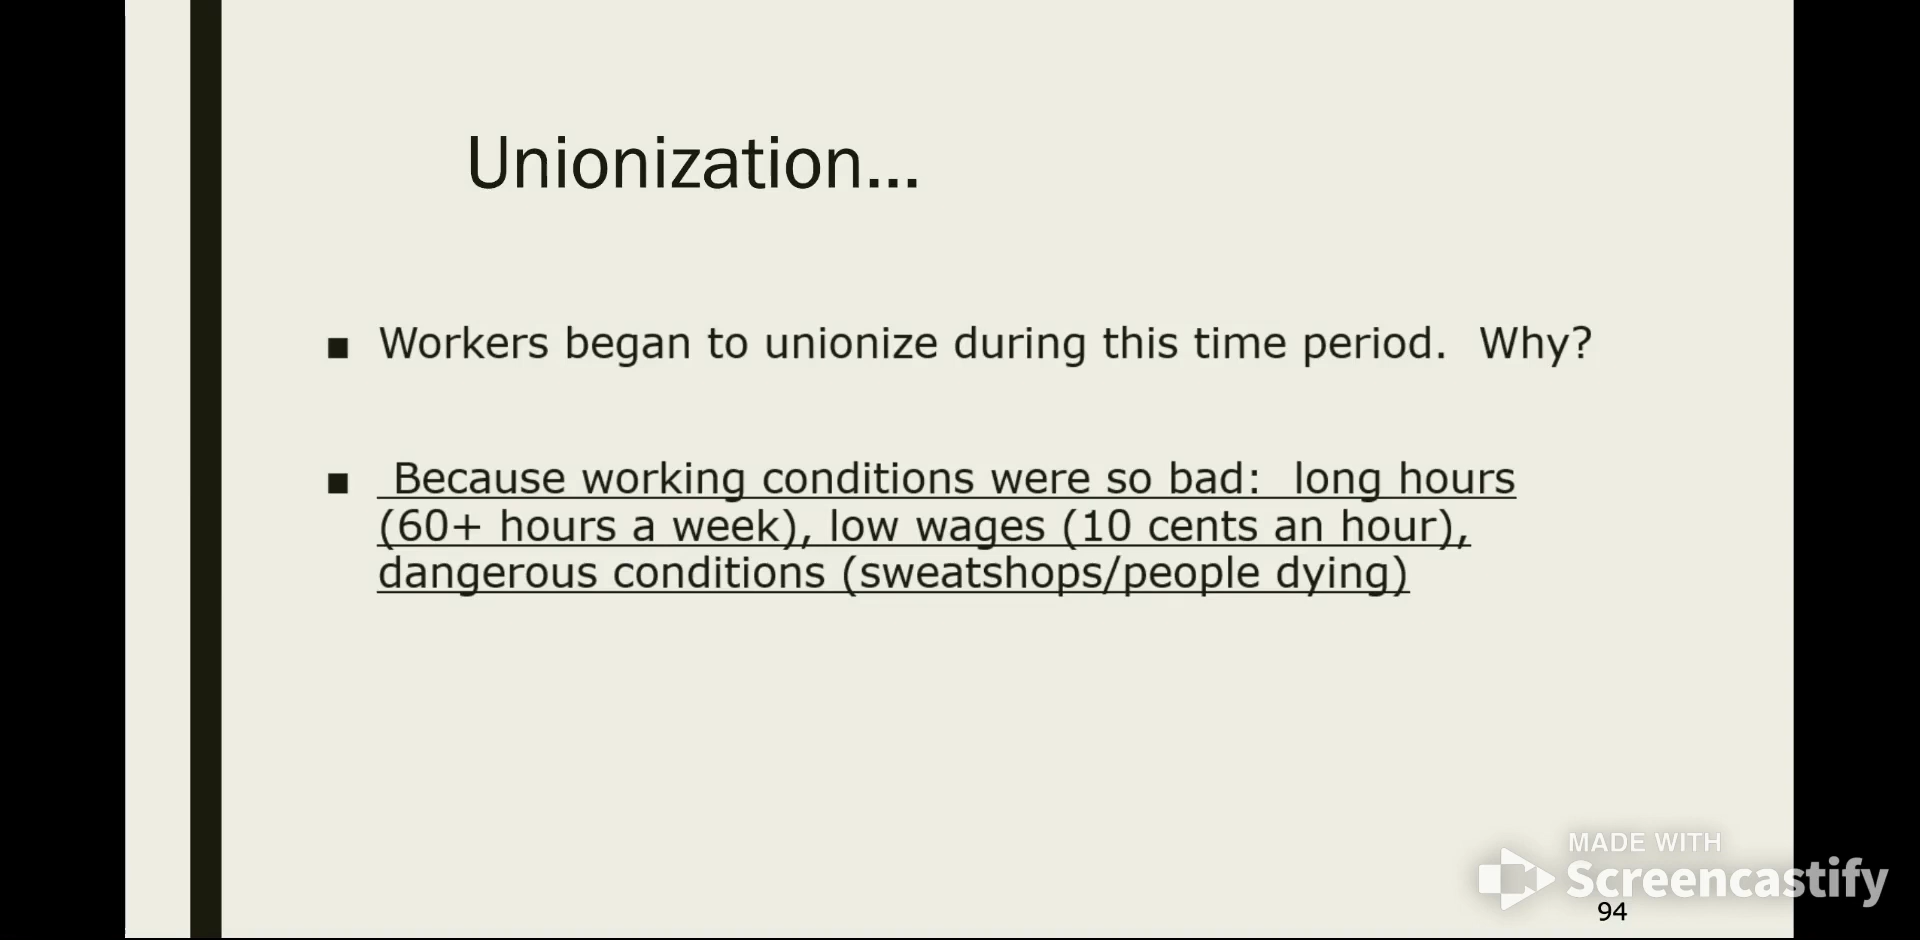 Unionization...
■ Workers began to unionize during this time period.  Why?
■ Because working conditions were so bad:  long hours
(60+ hours a week), low wages (10 cents an hour),
dangerous conditions (sweatshops/people dying)
MADE WITH
Screencastify
94